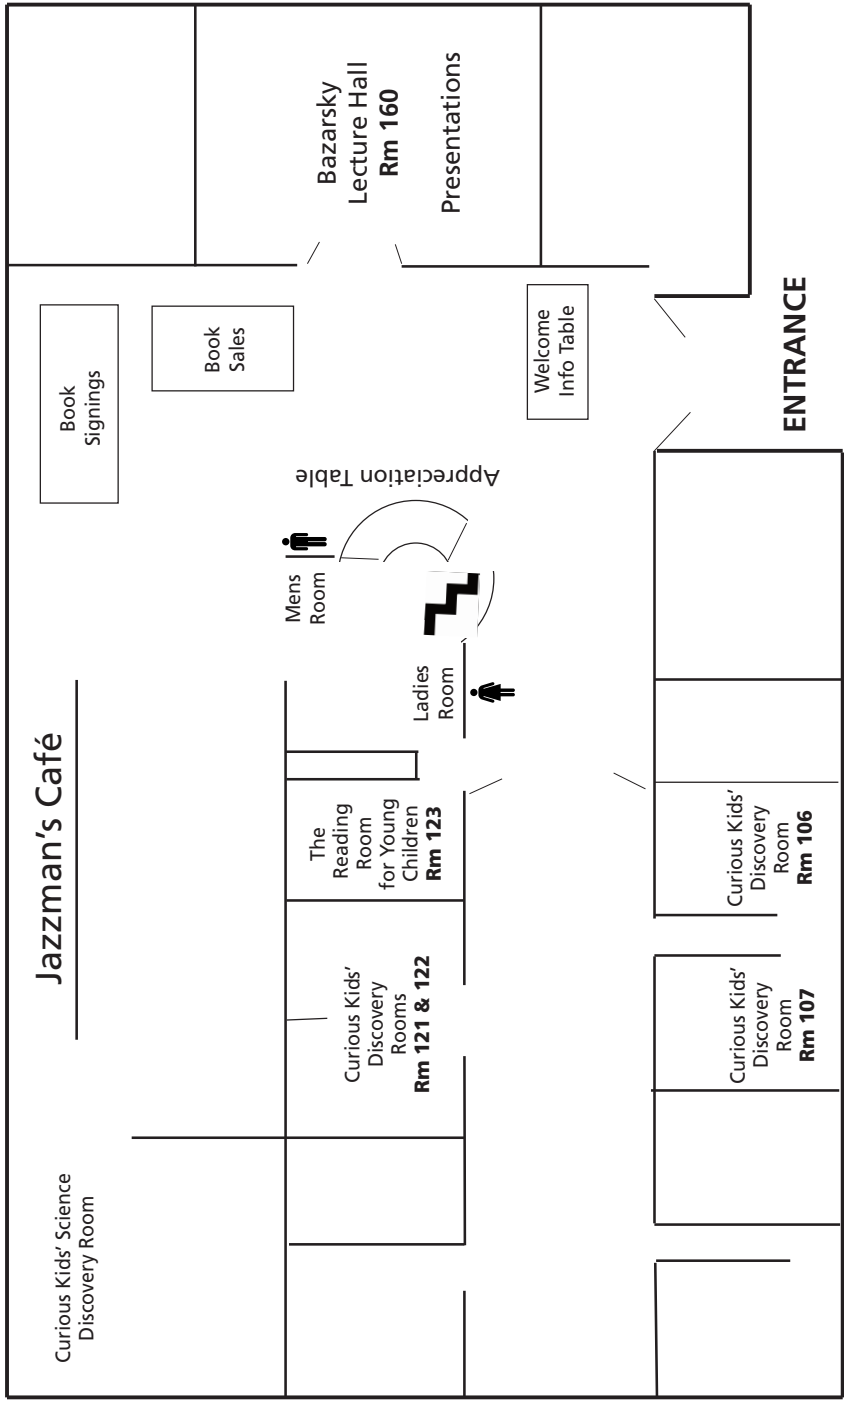 Bazarsky
Lecture Hall
Rm 160
Presentations
Book
Signings
Book
Sales
Welcome
Info Table
ENTRANCE
Appreciation Table
Mens
Room
Ladies
Room
Jazzman's Café
The
Reading
Room
for Young
Children
Rm 123
Curious Kids'
Discovery
Room
Rm 106
Curious Kids'
Discovery
Rooms
Rm 121 & 122
Curious Kids'
Discovery
Room
Rm 107
Curious Kids' Science
Discovery Room